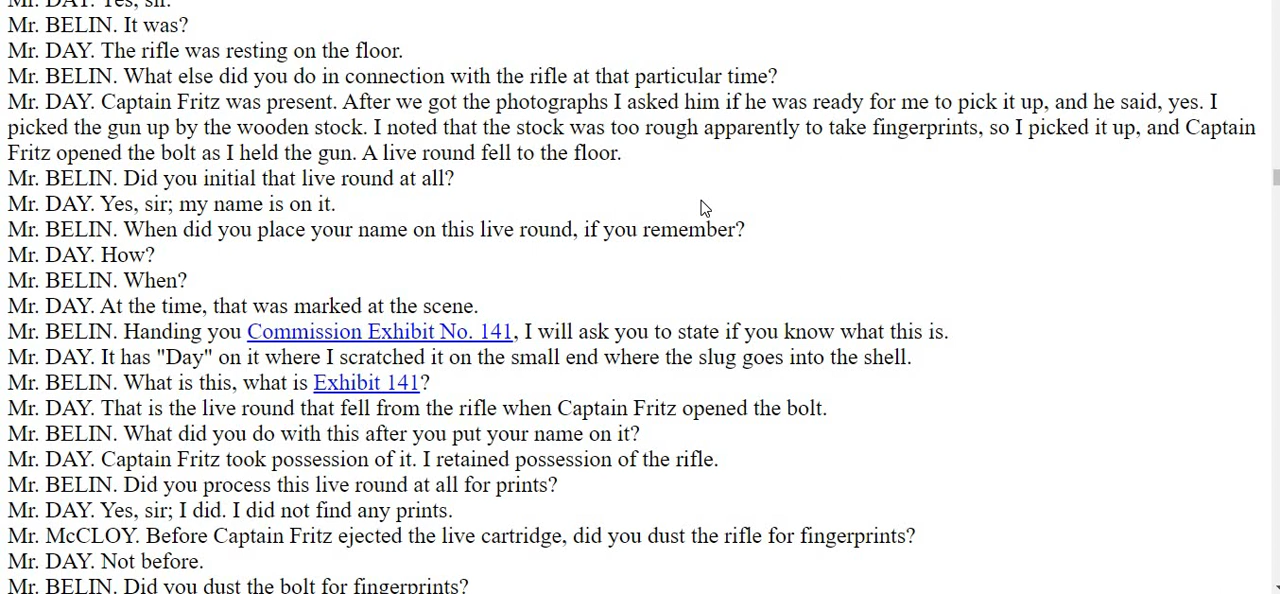 Mr. DAY. Yes, sir.
Mr. BELIN. It was?
Mr. DAY. The rifle was resting on the floor.
Mr. BELIN. What else did you do in connection with the rifle at that particular time?
Mr. DAY. Captain Fritz was present. After we got the photographs I asked him if he was ready for me to pick it up, and he said, yes. I
picked the gun up by the wooden stock. I noted that the stock was too rough apparently to take fingerprints, so I picked it up, and Captain
Fritz opened the bolt as I held the gun. A live round fell to the floor.
Mr. BELIN. Did you initial that live round at all?
Mr. DAY. Yes, sir; my name is on it.
Mr. BELIN. When did you place your name on this live round, if you remember?
Mr. DAY. How?
Mr. BELIN. When?
Mr. DAY. At the time, that was marked at the scene.
Mr. BELIN. Handing you Commission Exhibit No. 141, I will ask you to state if you know what this is.
Mr. DAY. It has "Day" on it where I scratched it on the small end where the slug goes into the shell.
Mr. BELIN. What is this, what is Exhibit 141?
Mr. DAY. That is the live round that fell from the rifle when Captain Fritz opened the bolt.
Mr. BELIN. What did you do with this after you put your name on it?
Mr. DAY. Captain Fritz took possession of it. I retained possession of the rifle.
Mr. BELIN. Did you process this live round at all for prints?
Mr. DAY. Yes, sir; I did. I did not find any prints.
Mr. McCLOY. Before Captain Fritz ejected the live cartridge, did you dust the rifle for fingerprints?
Mr. DAY. Not before.
Mr. BELIN. Did you dust the bolt for fingerprints?